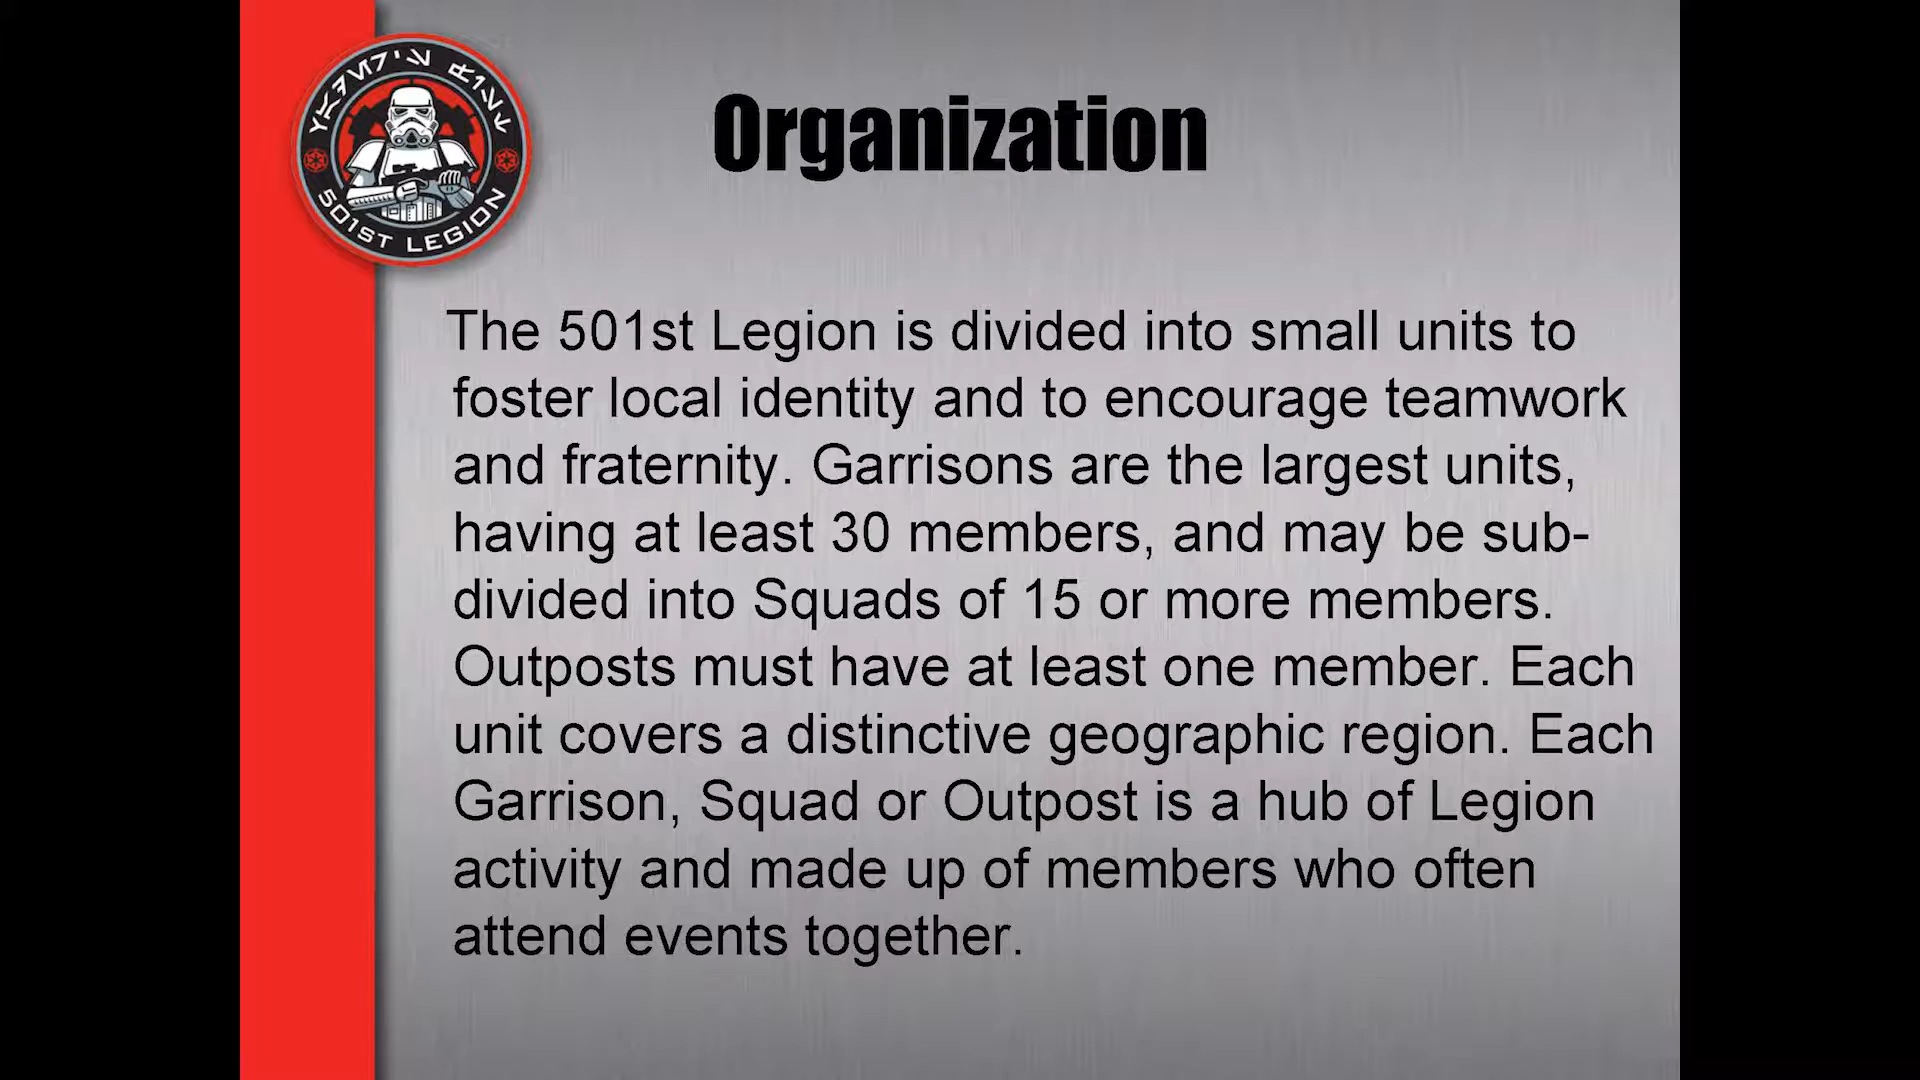 Organization
501ST LEGION
The 501st Legion is divided into small units to
foster local identity and to encourage teamwork
and fraternity. Garrisons are the largest units,
having at least 30 members, and may be sub-
divided into Squads of 15 or more members.
Outposts must have at least one member. Each
unit covers a distinctive geographic region. Each
Garrison, Squad or Outpost is a hub of Legion
activity and made up of members who often
attend events together.